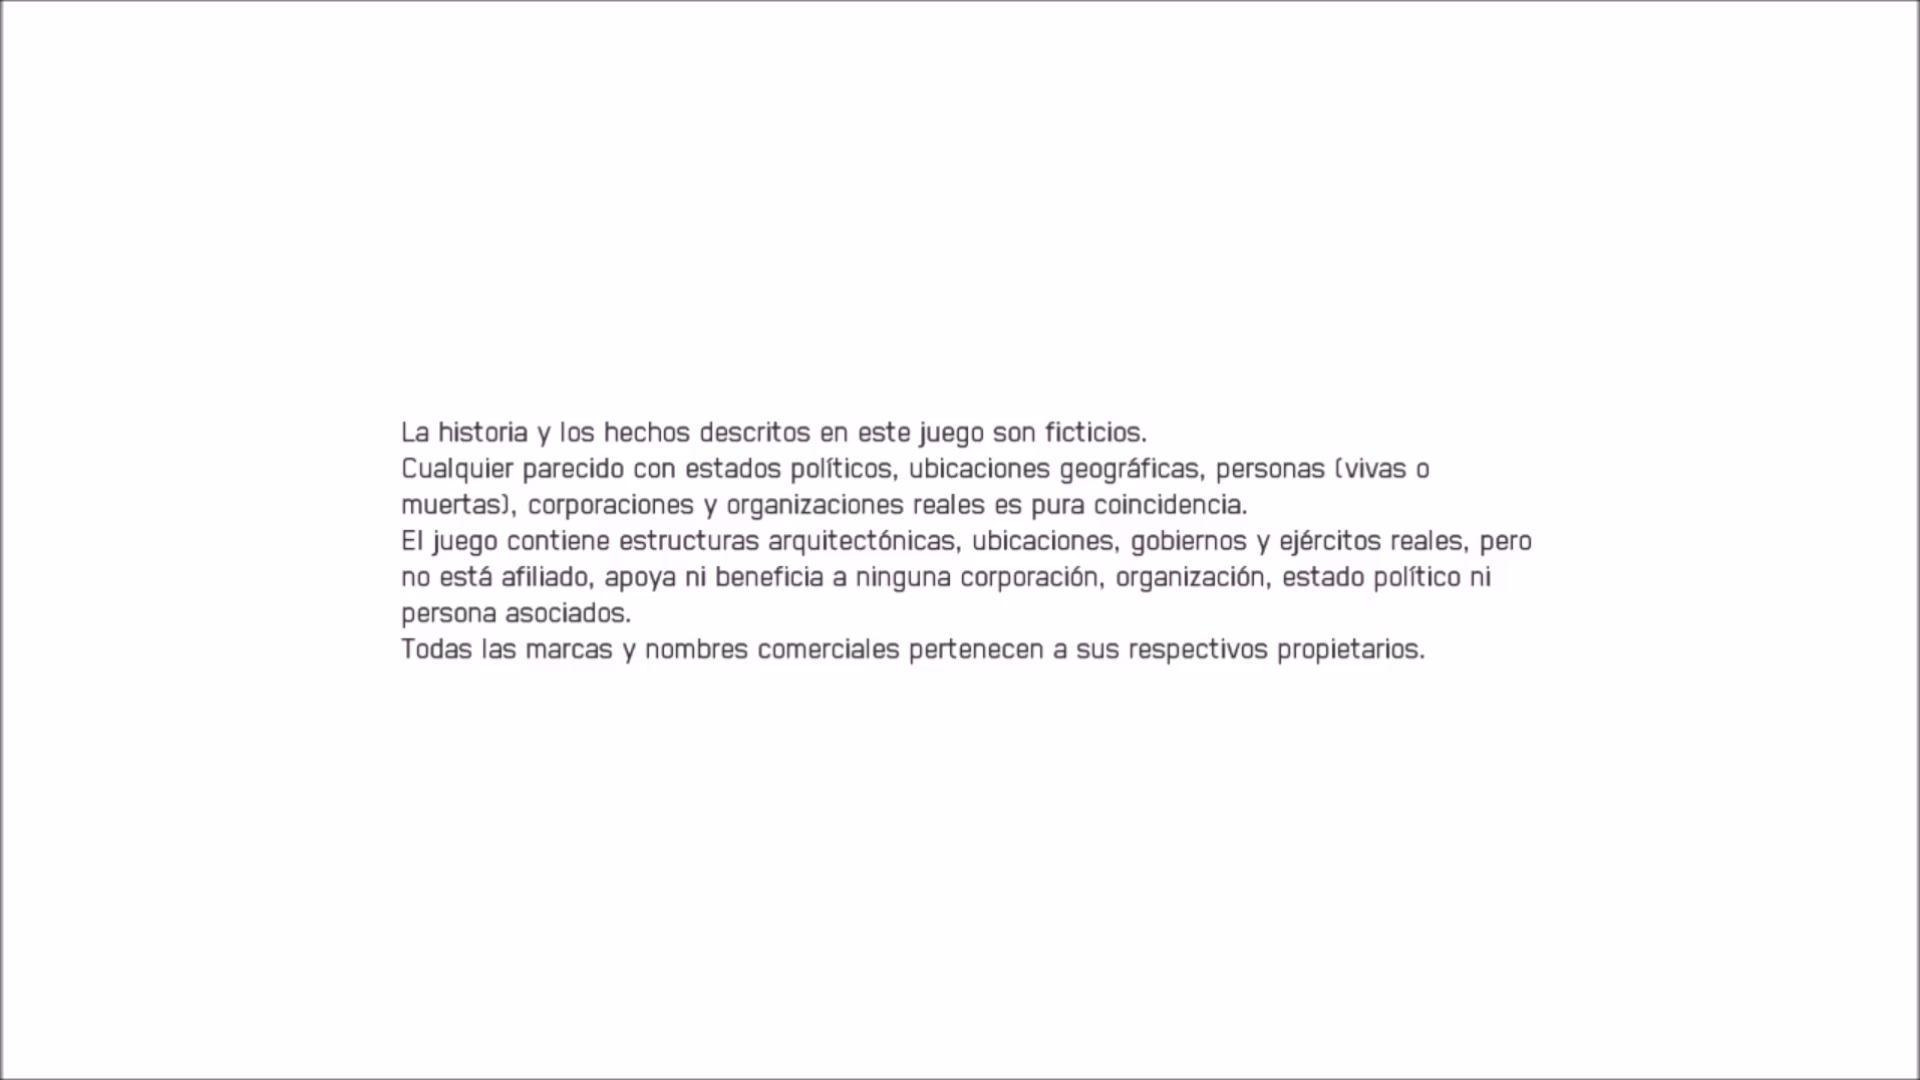 La historia y los hechos descritos en este juego son ficticios.
Cualquier parecido con estados políticos, ubicaciones geográficas, personas (vivas o
muertas), corporaciones y organizaciones reales es pura coincidencia.
El juego contiene estructuras arquitectónicas, ubicaciones, gobiernos y ejércitos reales, pero
no está afiliado, apoya ni beneficia a ninguna corporación, organización, estado político ni
persona asociados.
Todas las marcas y nombres comerciales pertenecen a sus respectivos propietarios.